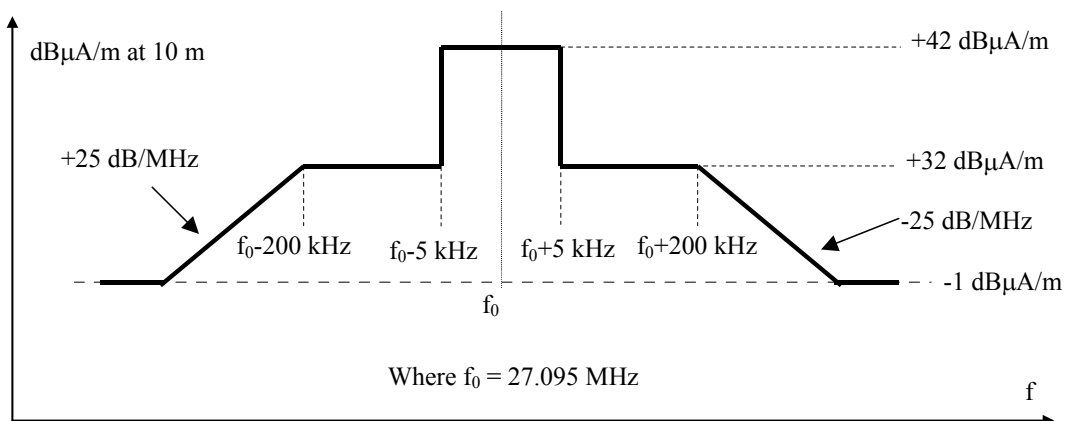 dBμA/m at 10 m
+42 dBμA/m
+25 dB/MHz
+32 dBμA/m
-25 dB/MHz
f₀-200 kHz
f₀-5 kHz
f₀+5 kHz
f₀+200 kHz
-1 dBμA/m
f₀
Where f₀ = 27.095 MHz
f